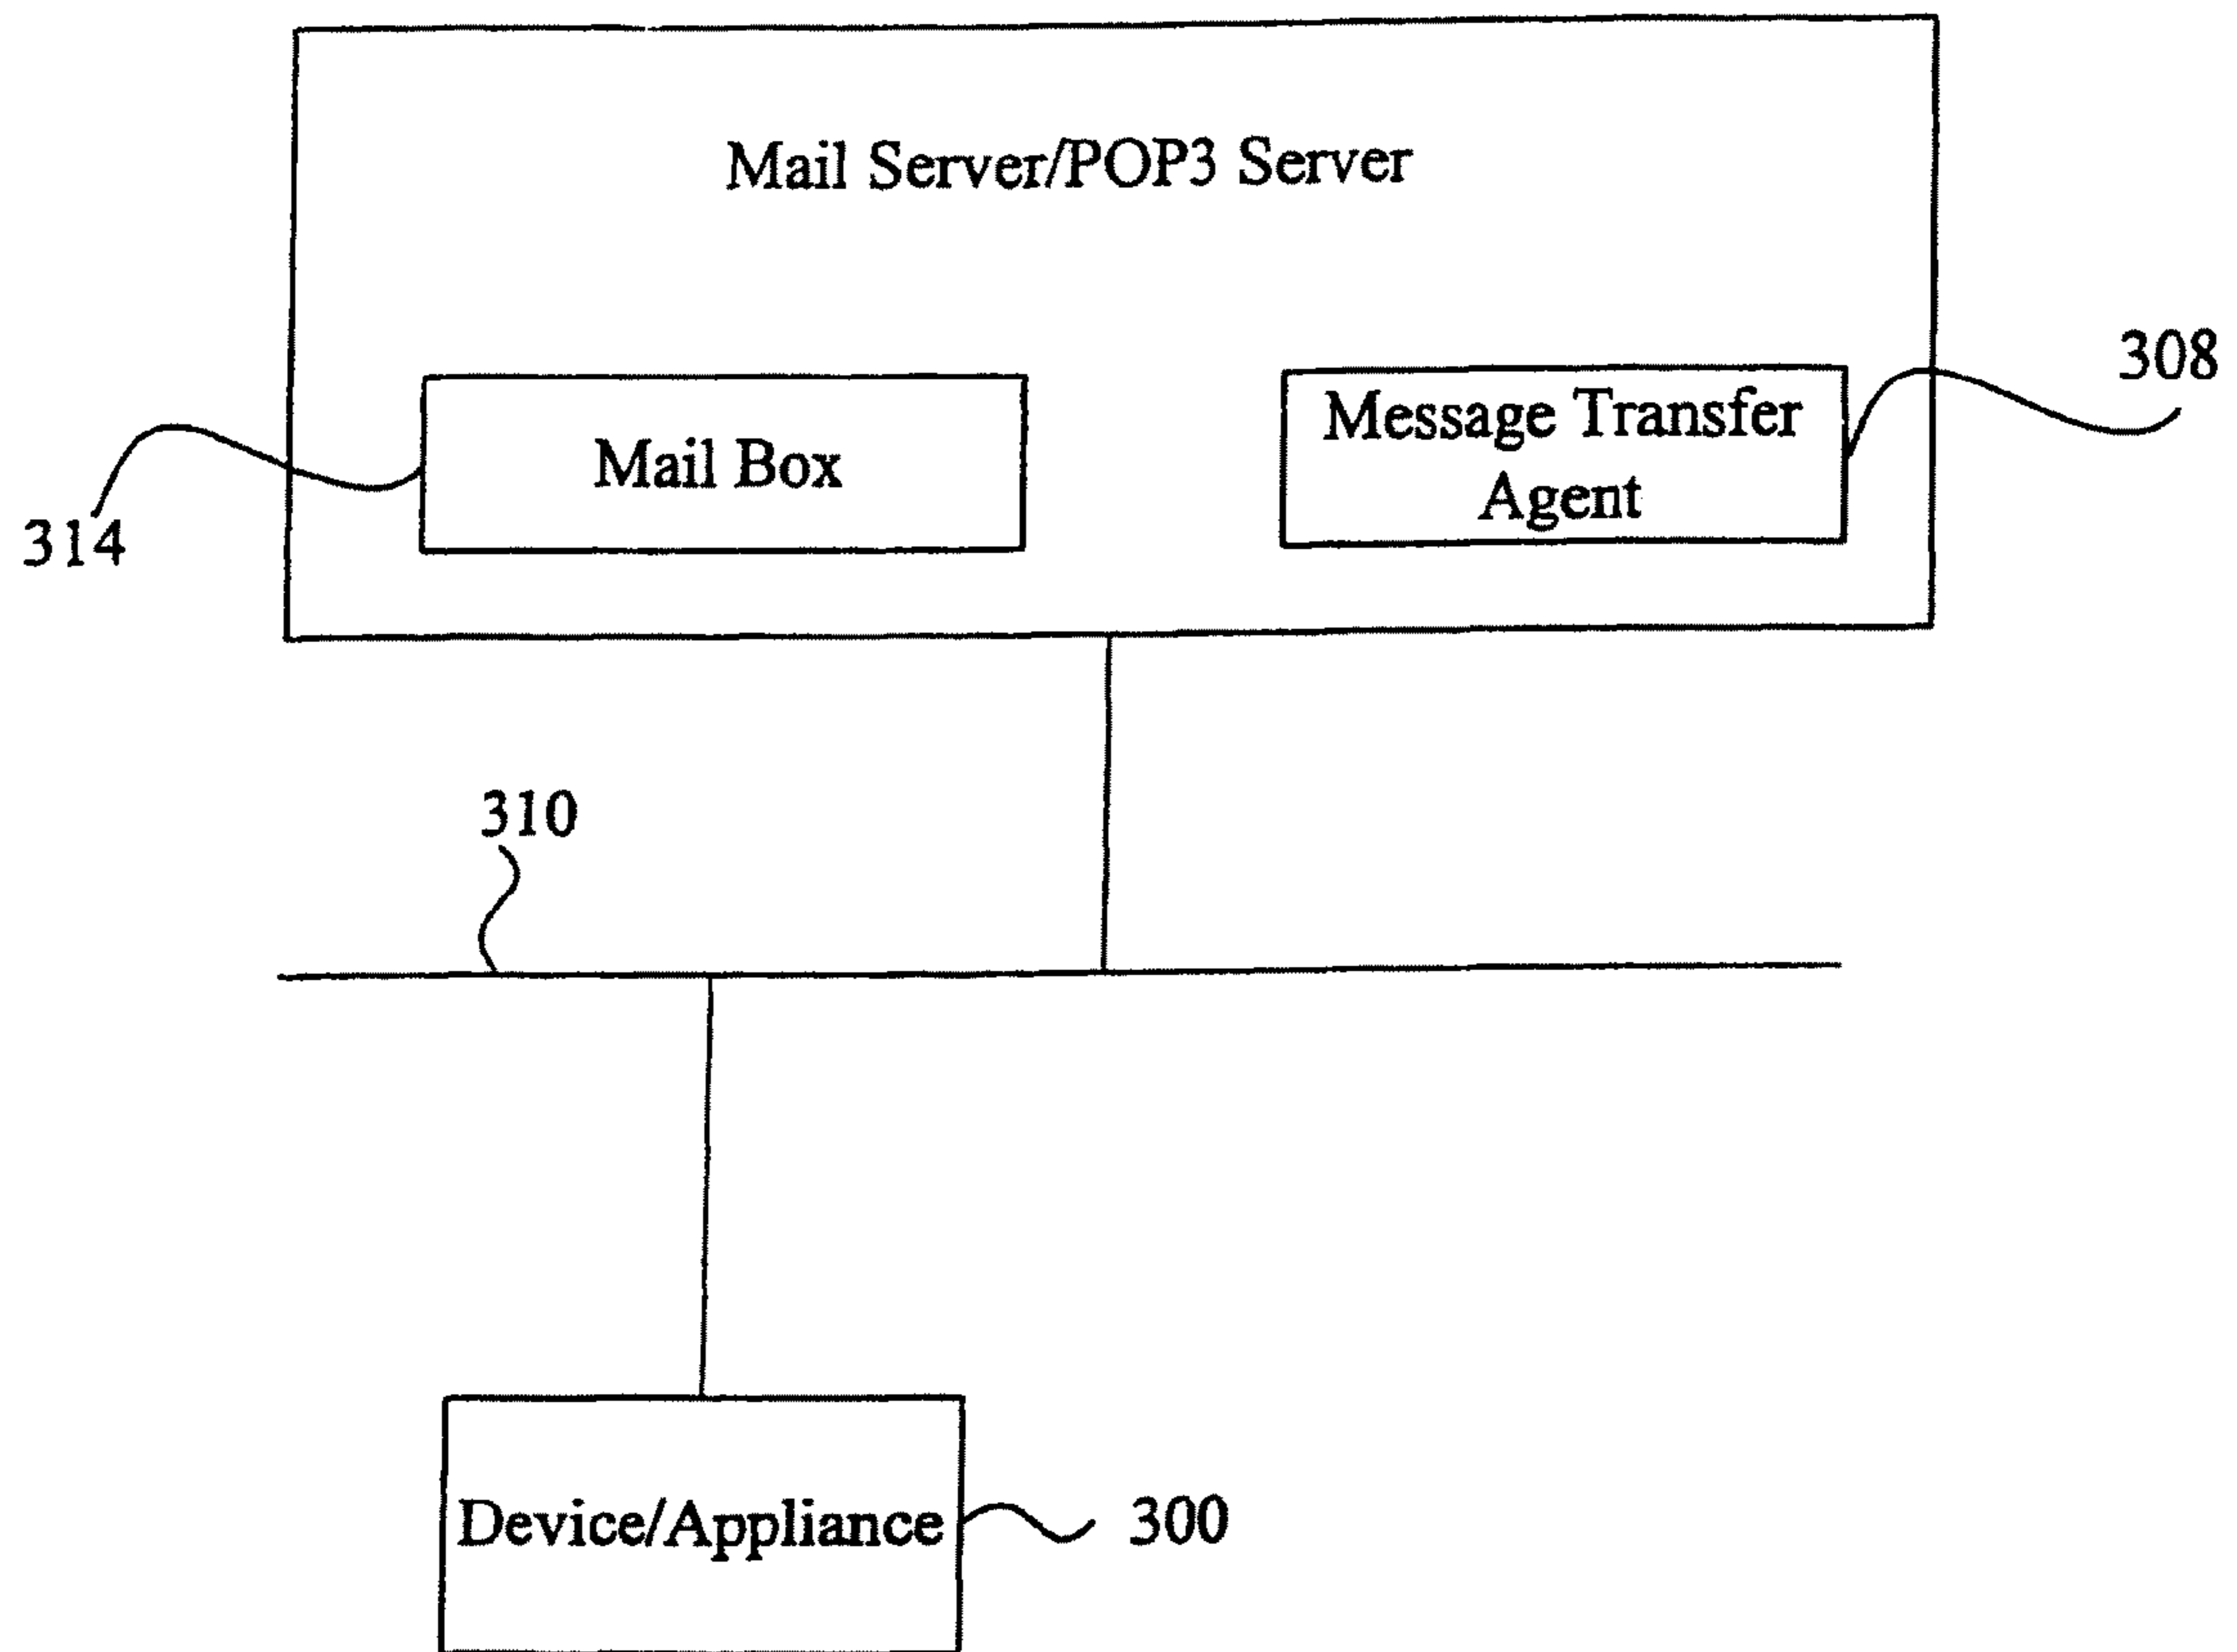 Mail Server/POP3 Server
308
Message Transfer
Agent
Mail Box
314
310
Device/Appliance
300